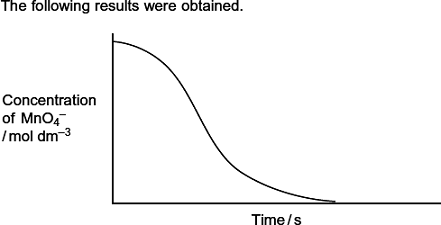 The following results were obtained.
Concentration
of MnO₄⁻
/ mol dm⁻³
Time / s